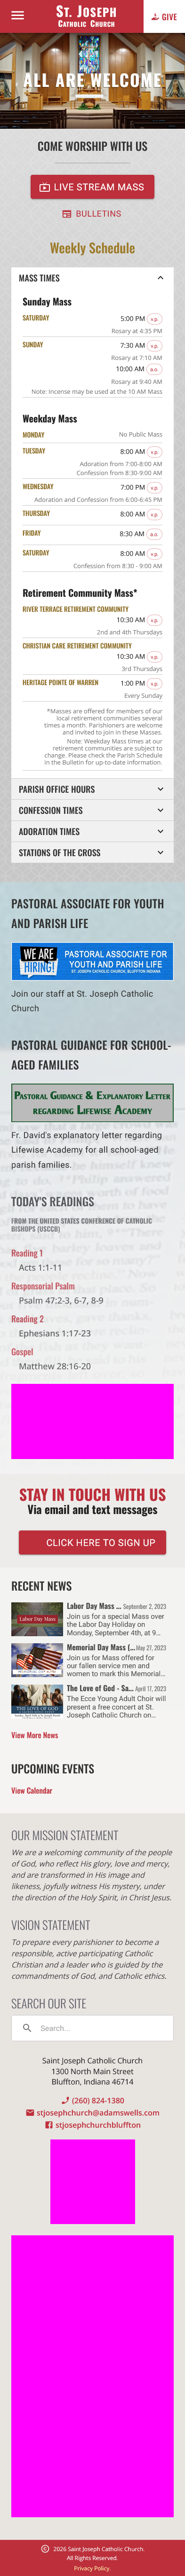 St. Joseph
Catholic Church
GIVE
ALL ARE WELCOME
COME WORSHIP WITH US
LIVE STREAM MASS
BULLETINS
Weekly Schedule
MASS TIMES
Sunday Mass
SATURDAY
5:00 PM v.p.
Rosary at 4:35 PM
SUNDAY
7:30 AM v.p.
Rosary at 7:10 AM
10:00 AM a.o.
Rosary at 9:40 AM
Note: Incense may be used at the 10 AM Mass
Weekday Mass
MONDAY
No Public Mass
TUESDAY
8:00 AM v.p.
Adoration from 7:00-8:00 AM
Confession from 8:30-9:00 AM
WEDNESDAY
7:00 PM v.p.
Adoration and Confession from 6:00-6:45 PM
THURSDAY
8:00 AM v.p.
FRIDAY
8:30 AM a.o.
SATURDAY
8:00 AM v.p.
Confession from 8:30 - 9:00 AM
Retirement Community Mass*
RIVER TERRACE RETIREMENT COMMUNITY
10:30 AM v.p.
2nd and 4th Thursdays
CHRISTIAN CARE RETIREMENT COMMUNITY
10:30 AM v.p.
3rd Thursdays
HERITAGE POINTE OF WARREN
1:00 PM v.p.
Every Sunday
*Masses are offered for members of our
local retirement communities several
times a month. Parishioners are welcome
and invited to join in these Masses.
Note: Weekday Mass times at our
retirement communities are subject to
change. Please check the Parish Schedule
in the Bulletin for up-to-date information.
PARISH OFFICE HOURS
CONFESSION TIMES
ADORATION TIMES
STATIONS OF THE CROSS
PASTORAL ASSOCIATE FOR YOUTH
AND PARISH LIFE
WE ARE
HIRING!
PASTORAL ASSOCIATE FOR
YOUTH AND PARISH LIFE
ST. JOSEPH CATHOLIC CHURCH, BLUFFTON, INDIANA
Join our staff at St. Joseph Catholic
Church
PASTORAL GUIDANCE FOR SCHOOL-
AGED FAMILIES
Pastoral Guidance & Explanatory Letter
regarding Lifewise Academy
Fr. David's explanatory letter regarding
Lifewise Academy for all school-aged
parish families.
TODAY'S READINGS
FROM THE UNITED STATES CONFERENCE OF CATHOLIC
BISHOPS (USCCB)
Reading 1
Acts 1:1-11
Responsorial Psalm
Psalm 47:2-3, 6-7, 8-9
Reading 2
Ephesians 1:17-23
Gospel
Matthew 28:16-20
STAY IN TOUCH WITH US
Via email and text messages
CLICK HERE TO SIGN UP
RECENT NEWS
Labor Day Mass
Labor Day Mass ... September 2, 2023
Join us for a special Mass over
the Labor Day Holiday on
Monday, September 4th, at 9...
Memorial Day Mass (... May 27, 2023
Join us for Mass offered for
our fallen service men and
women to mark this Memorial...
THE LOVE OF GOD
The Love of God - Sa... April 17, 2023
The Ecce Young Adult Choir will
present a free concert at St.
Joseph Catholic Church on...
View More News
UPCOMING EVENTS
View Calendar
OUR MISSION STATEMENT
We are a welcoming community of the people
of God, who reflect His glory, love and mercy,
and are transformed in His image and
likeness, joyfully witness His mercy, under
the direction of the Holy Spirit, in Christ Jesus.
VISION STATEMENT
To prepare every parishioner to become a
responsible, active participating Catholic
Christian and a leader who is guided by the
commandments of God, and Catholic ethics.
SEARCH OUR SITE
Search...
Saint Joseph Catholic Church
1300 North Main Street
Bluffton, Indiana 46714
(260) 824-1380
stjosephchurch@adamswells.com
stjosephchurchbluffton
© 2026 Saint Joseph Catholic Church.
All Rights Reserved.
Privacy Policy.